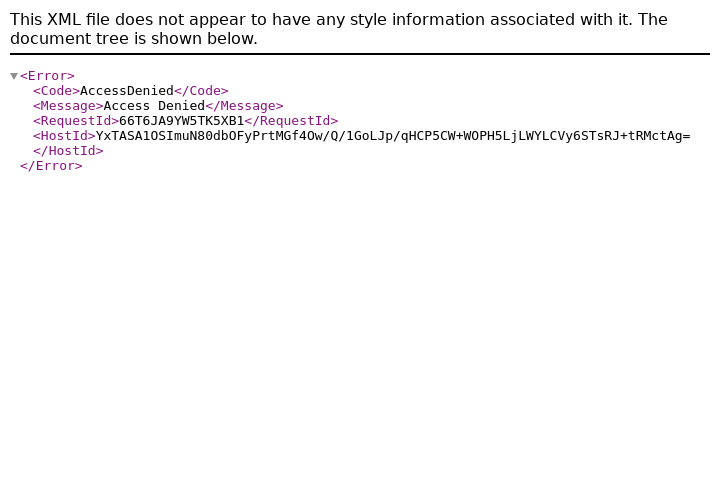 This XML file does not appear to have any style information associated with it. The
document tree is shown below.
<Error>
<Code>AccessDenied</Code>
<Message>Access Denied</Message>
<RequestId>66T6JA9YW5TK5XB1</RequestId>
<HostId>YxTASA1OSImuN80dbOFyPrtMGf4Ow/Q/1GoLJp/qHCP5CW+WOPH5LjLWYLCVy6STsRJ+tRMctAg=
</HostId>
</Error>